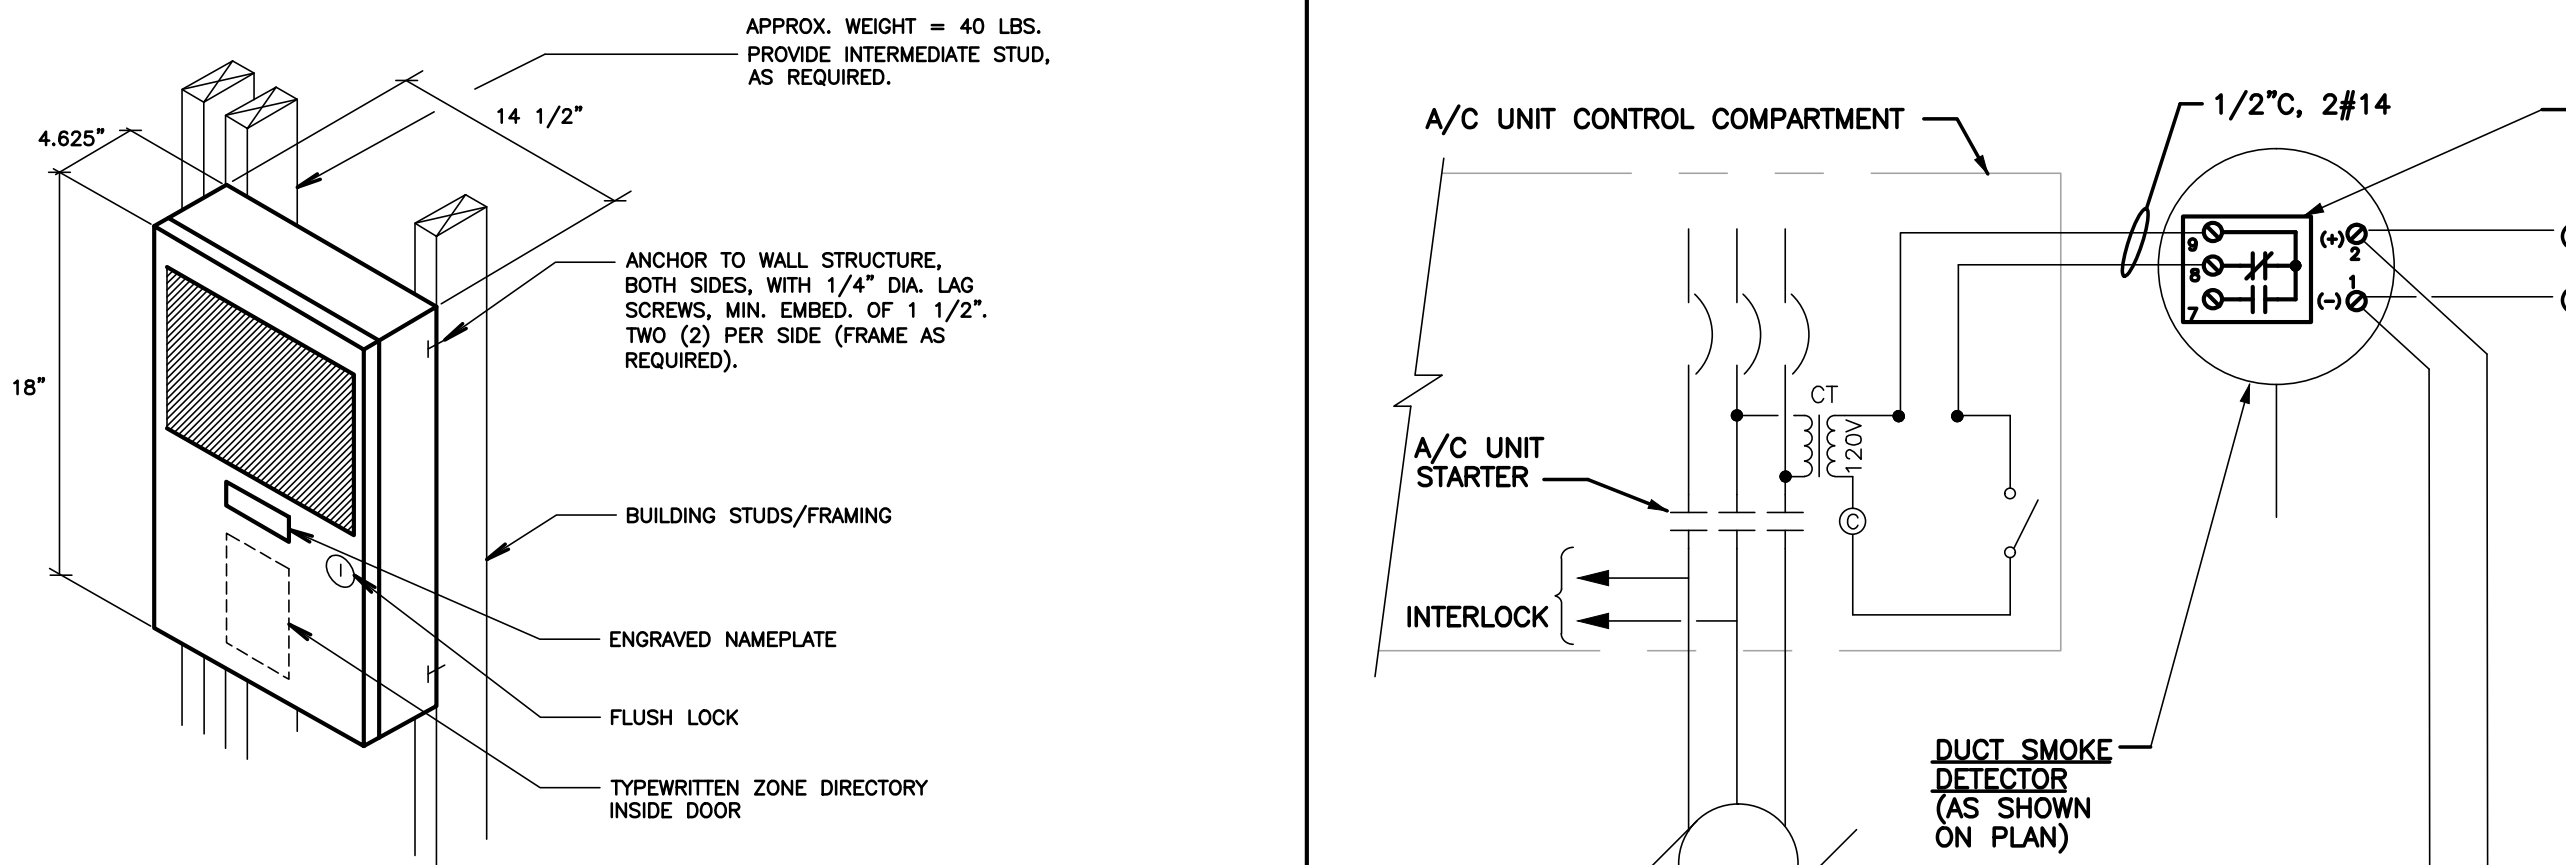 APPROX. WEIGHT = 40 LBS.
PROVIDE INTERMEDIATE STUD,
AS REQUIRED.
14 1/2"
4.625"
18"
ANCHOR TO WALL STRUCTURE,
BOTH SIDES, WITH 1/4" DIA. LAG
SCREWS, MIN. EMBED. OF 1 1/2".
TWO (2) PER SIDE (FRAME AS
REQUIRED).
BUILDING STUDS/FRAMING
ENGRAVED NAMEPLATE
FLUSH LOCK
TYPEWRITTEN ZONE DIRECTORY
INSIDE DOOR
A/C UNIT CONTROL COMPARTMENT
1/2"C, 2#14
9
8
7
(+)
2
1
(-)
CT
120V
C
A/C UNIT
STARTER
INTERLOCK
DUCT SMOKE
DETECTOR
(AS SHOWN
ON PLAN)